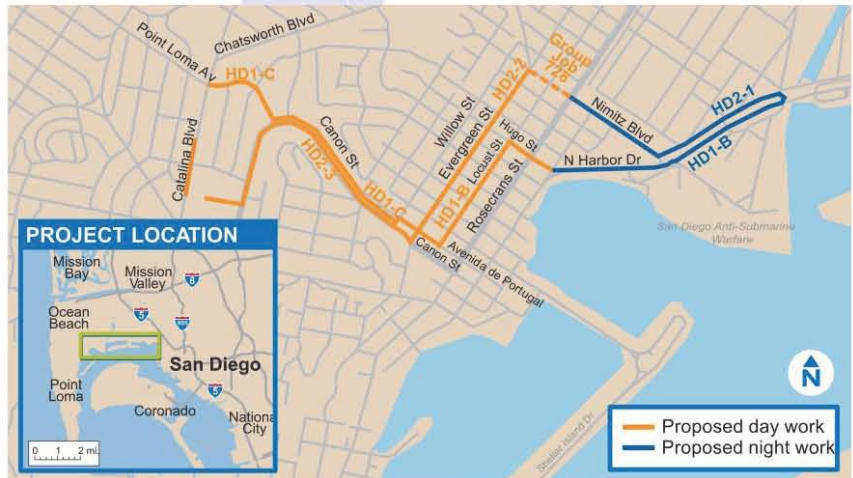 Chatsworth Blvd
Point Loma Av
HD1-C
Catalina Blvd
Canon St
HD2-3
HD1-C
Willow St
Evergreen St
HD2-2
Group
Job
728
Nimitz Blvd
HD2-1
HD1-B
N Harbor Dr
Hugo St
Locust St
HD1-B
Rosecrans St
Canon St
Avenida de Portugal
San Diego Anti-Submarine
Warfare
Shelter Island Dr
N
PROJECT LOCATION
Mission
Bay
Mission
Valley
8
Ocean
Beach
5
805
San Diego
Point
Loma
5
Coronado
Nationa
City
0 1 2 mi.
Proposed day work
Proposed night work